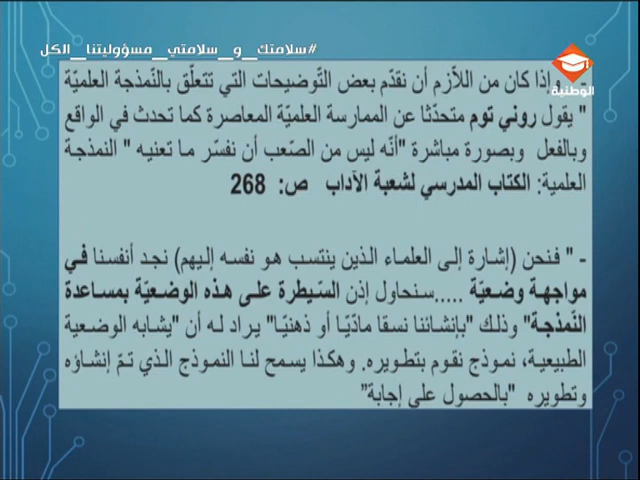 #سلامتك_و_سلامتي_مسؤوليتنا_الكل
الوطنية
- وإذا كان من اللاّزم أن نقدّم بعض التّوضيحات التي تتعلّق بالنّمذجة العلميّة
" يقول روني توم متحدّثا عن الممارسة العلميّة المعاصرة كما تحدث في الواقع
وبالفعل وبصورة مباشرة "أنّه ليس من الصّعب أن نفسّر ما تعنيه " النمذجة
العلمية: الكتاب المدرسي لشعبة الآداب ص: 268
- " فنحن (إشارة إلى العلماء الذين ينتسب هو نفسه إليهم) نجد أنفسنا في
مواجهة وضعيّة .....سنحاول إذن السّيطرة على هذه الوضعيّة بمساعدة
النّمذجة" وذلك "بإنشائنا نسقا مادّيّا أو ذهنيّا" يراد له أن "يشابه الوضعية
الطبيعية، نموذج نقوم بتطويره. وهكذا يسمح لنا النموذج الذي تمّ إنشاؤه
وتطويره "بالحصول على إجابة"